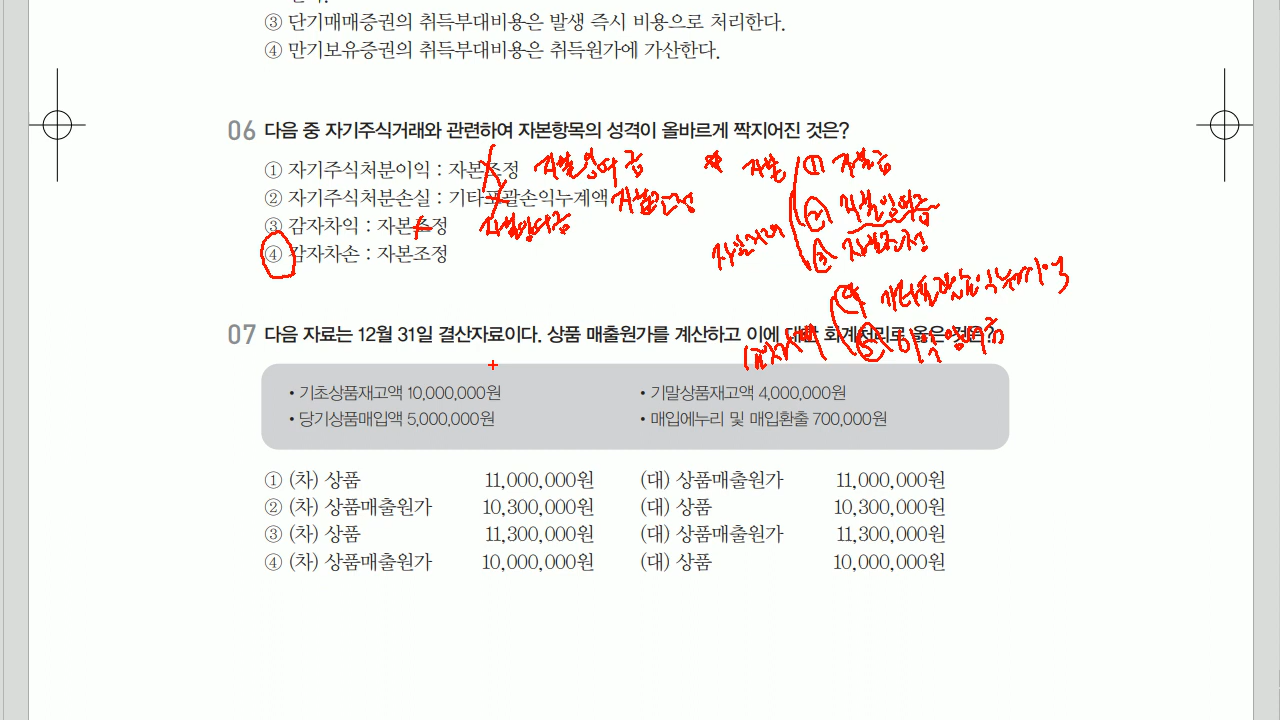 ③ 단기매매증권의 취득부대비용은 발생 즉시 비용으로 처리한다.
④ 만기보유증권의 취득부대비용은 취득원가에 가산한다.
06 다음 중 자기주식거래와 관련하여 자본항목의 성격이 올바르게 짝지어진 것은?
① 자기주식처분이익 : 자본조정 자본잉여금
② 자기주식처분손실 : 기타포괄손익누계액 자본조정
③ 감자차익 : 자본조정 자본잉여금
④ 감자차손 : 자본조정
자본 ① 자본금
② 자본잉여금
③ 자본조정
④ 기타포괄손익누계액
⑤ 이익잉여금
07 다음 자료는 12월 31일 결산자료이다. 상품 매출원가를 계산하고 이에 대한 회계처리로 옳은 것은?
• 기초상품재고액 10,000,000원 • 기말상품재고액 4,000,000원
• 당기상품매입액 5,000,000원 • 매입에누리 및 매입환출 700,000원
① (차) 상품 11,000,000원 (대) 상품매출원가 11,000,000원
② (차) 상품매출원가 10,300,000원 (대) 상품 10,300,000원
③ (차) 상품 11,300,000원 (대) 상품매출원가 11,300,000원
④ (차) 상품매출원가 10,000,000원 (대) 상품 10,000,000원